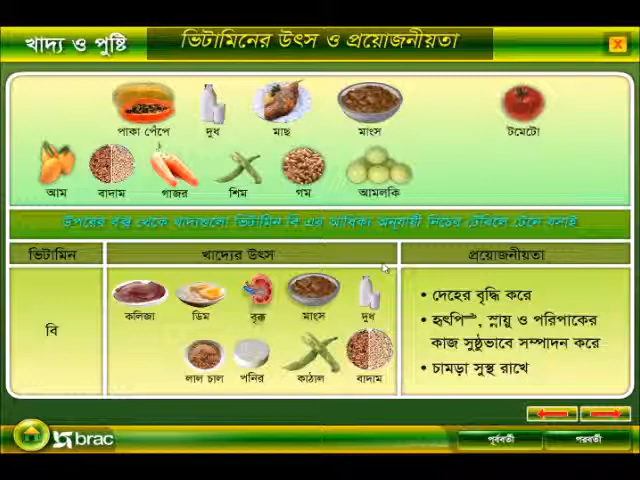 খাদ্য ও পুষ্টি
ভিটামিনের উৎস ও প্রয়োজনীয়তা
পাকা পেঁপে দুধ মাছ মাংস টমেটো
আম বাদাম গাজর শিম গম আমলকি
উপরের বক্স থেকে খাদ্যগুলো ভিটামিন বি এর আধিক্য অনুযায়ী নিচের টেবিলে টেনে বসাই
ভিটামিন খাদ্যের উৎস প্রয়োজনীয়তা
বি
কলিজা ডিম বৃক্ক মাংস দুধ
লাল চাল পনির কাঠাল বাদাম
• দেহের বৃদ্ধি করে
• হৃৎপি, স্নায়ু ও পরিপাকের
কাজ সুষ্ঠুভাবে সম্পাদন করে
• চামড়া সুস্থ রাখে
brac
পূর্ববর্তী পরবর্তী